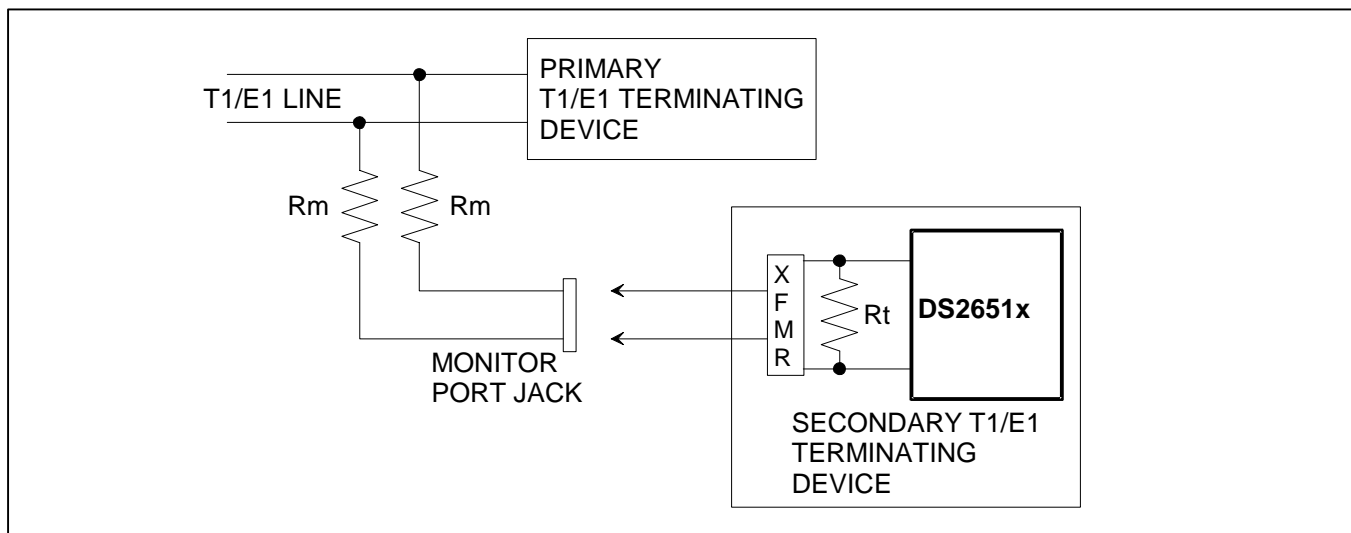 PRIMARY
T1/E1 TERMINATING
DEVICE
T1/E1 LINE
Rm
Rm
X
F
M
R
Rt
DS2651x
MONITOR
PORT JACK
SECONDARY T1/E1
TERMINATING
DEVICE